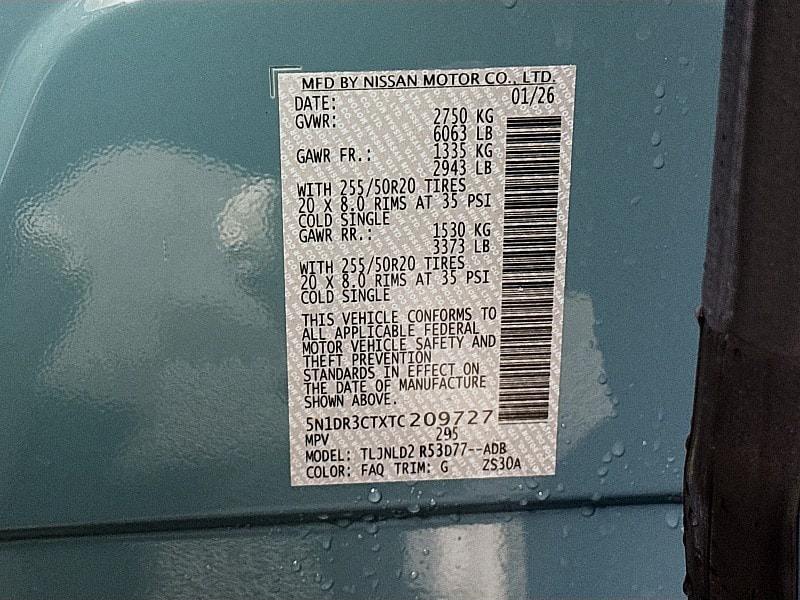 MFD BY NISSAN MOTOR CO., LTD.
DATE: 01/26
GVWR: 2750 KG
6063 LB
GAWR FR.: 1335 KG
2943 LB
WITH 255/50R20 TIRES
20 X 8.0 RIMS AT 35 PSI
COLD SINGLE
GAWR RR.: 1530 KG
3373 LB
WITH 255/50R20 TIRES
20 X 8.0 RIMS AT 35 PSI
COLD SINGLE
THIS VEHICLE CONFORMS TO
ALL APPLICABLE FEDERAL
MOTOR VEHICLE SAFETY AND
THEFT PREVENTION
STANDARDS IN EFFECT ON
THE DATE OF MANUFACTURE
SHOWN ABOVE.
5N1DR3CTXTC209727
MPV 295
MODEL: TLJNLD2 R53D77--ADB
COLOR: FAQ TRIM: G ZS30A